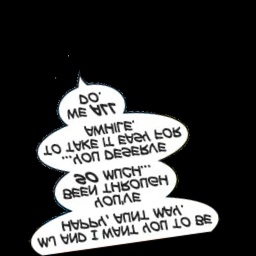 MJ AND I WANT YOU TO BE
HAPPY, AUNT MAY.
YOU'VE
BEEN THROUGH
SO MUCH...
...YOU DESERVE
TO TAKE IT EASY FOR
AWHILE.
WE ALL
DO.